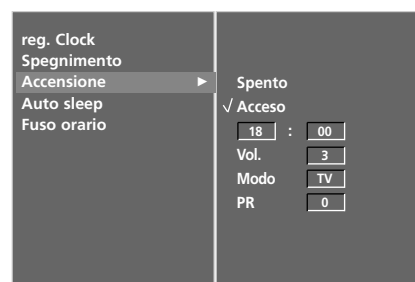 reg. Clock
Spegnimento
Accensione ►
Auto sleep
Fuso orario
Spento
√ Acceso
18 : 00
Vol. 3
Modo TV
PR 0